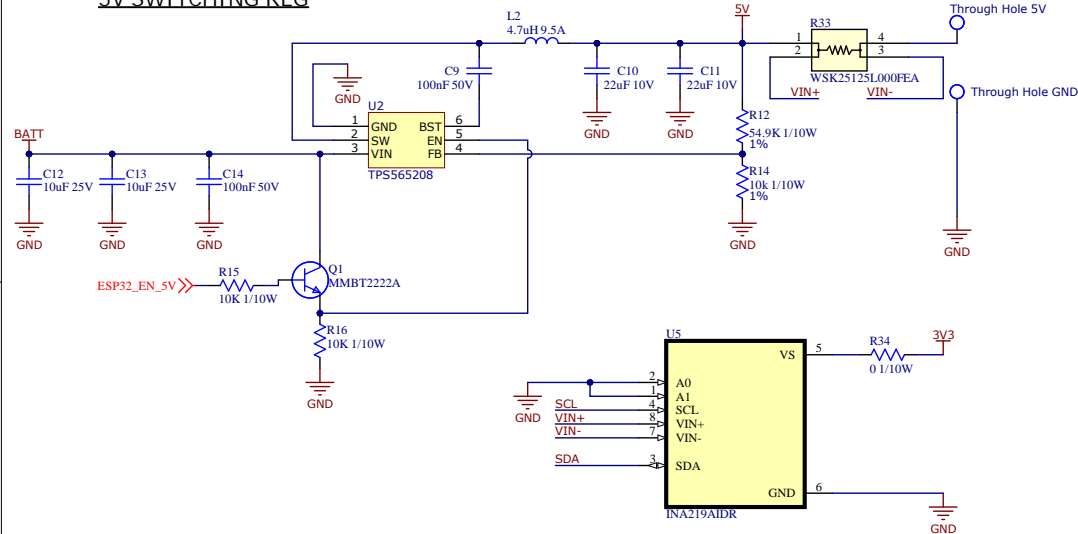 5V SWITCHING REG
L2
4.7uH 9.5A
5V
R33
1
2
4
3
WSK25125L000FEA
VIN+
VIN-
Through Hole 5V
Through Hole GND
GND
C9
100nF 50V
C10
22uF 10V
GND
C11
22uF 10V
GND
GND
U2
1
2
3
GND
SW
VIN
BST
EN
FB
6
5
4
TPS565208
R12
54.9K 1/10W
1%
R14
10k 1/10W
1%
GND
BATT
C12
10uF 25V
GND
C13
10uF 25V
GND
C14
100nF 50V
GND
ESP32_EN_5V
R15
10K 1/10W
Q1
MMBT2222A
R16
10K 1/10W
GND
U5
VS
5
R34
0 1/10W
3V3
GND
2
1
4
8
7
3
SCL
VIN+
VIN-
SDA
A0
A1
SCL
VIN+
VIN-
SDA
GND
6
GND
INA219AIDR